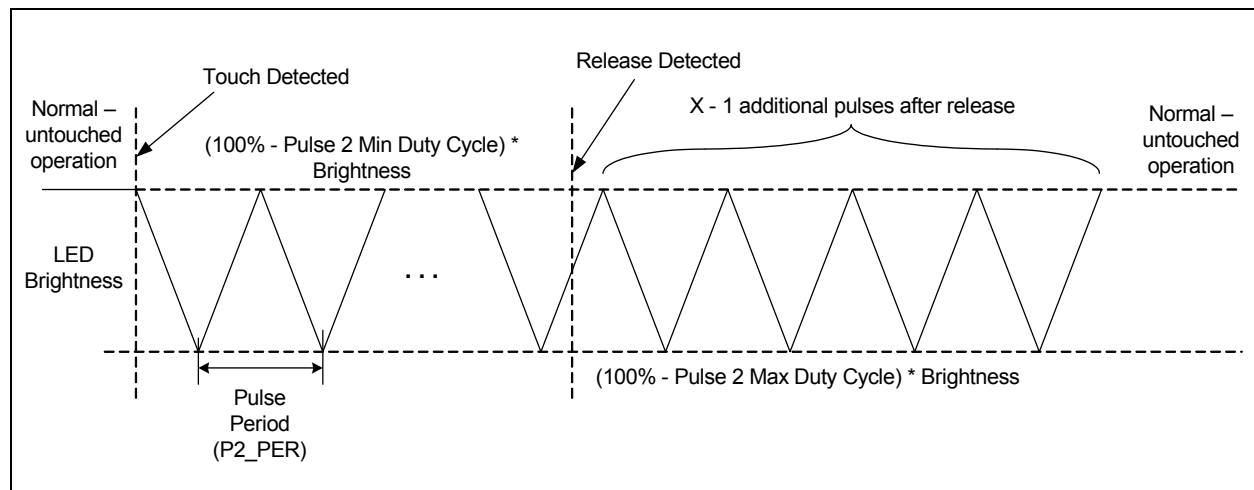 Touch Detected
Release Detected
X - 1 additional pulses after release
Normal –
untouched
operation
(100% - Pulse 2 Min Duty Cycle) *
Brightness
Normal –
untouched
operation
LED
Brightness
. . .
(100% - Pulse 2 Max Duty Cycle) * Brightness
Pulse
Period
(P2_PER)